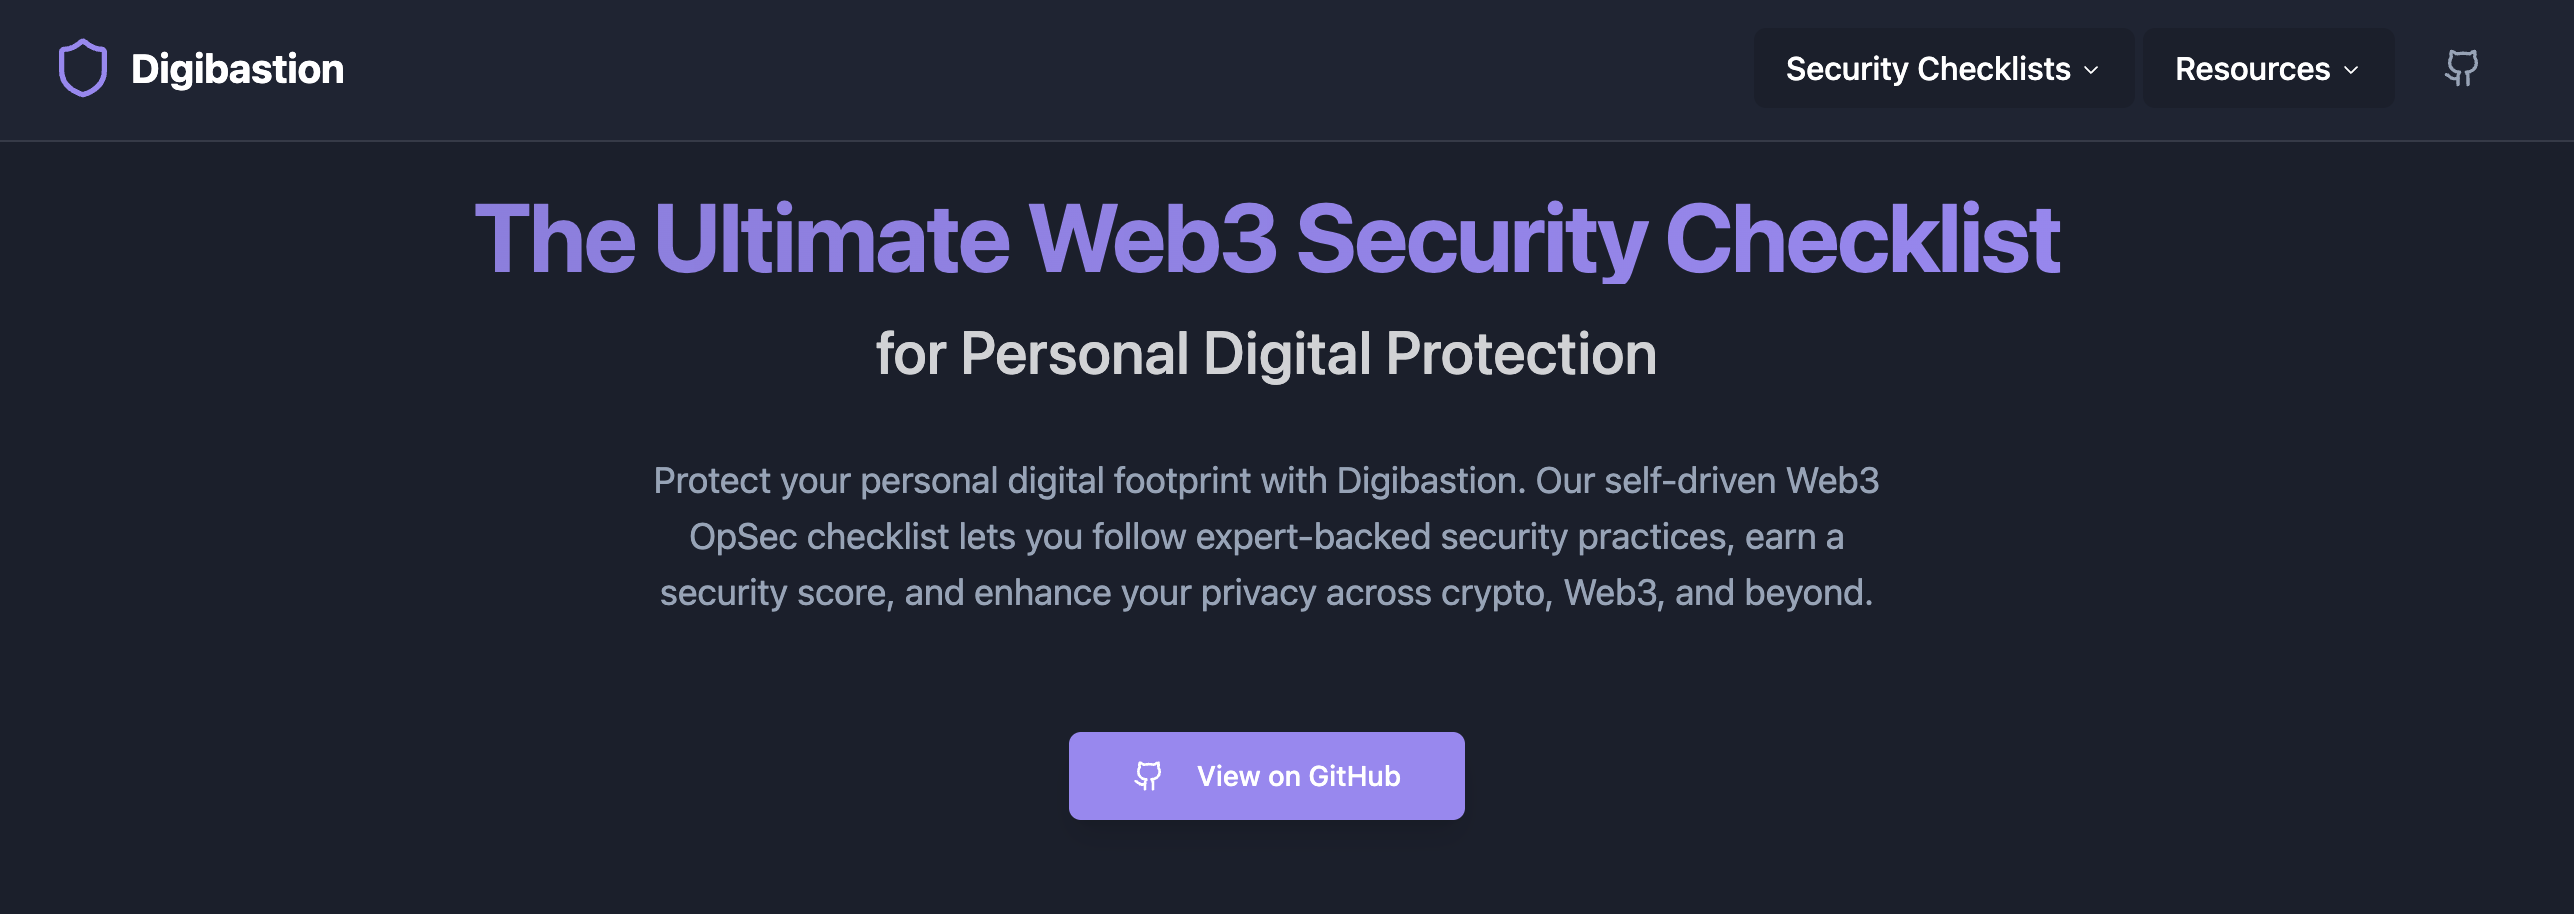 Digibastion
Security Checklists
Resources
The Ultimate Web3 Security Checklist
for Personal Digital Protection
Protect your personal digital footprint with Digibastion. Our self-driven Web3
OpSec checklist lets you follow expert-backed security practices, earn a
security score, and enhance your privacy across crypto, Web3, and beyond.
View on GitHub